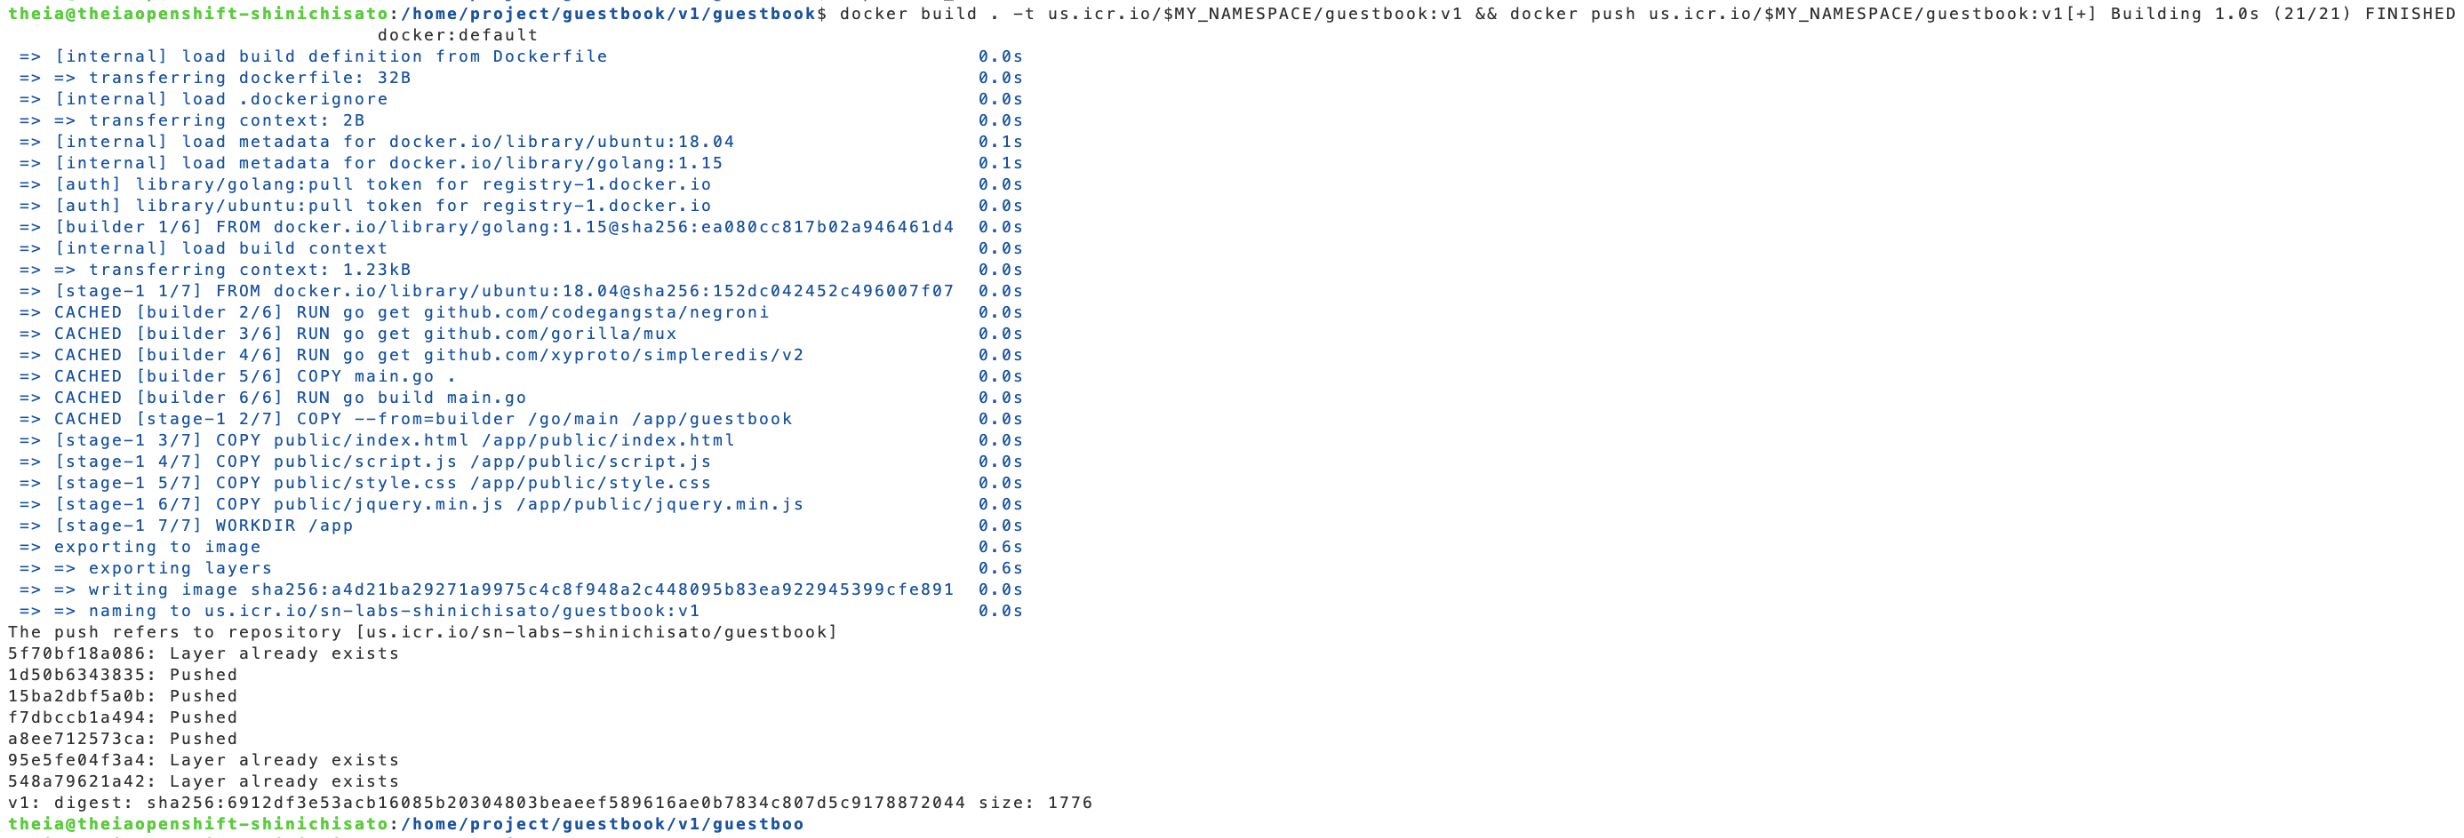 theia@theiaopenshift-shinichisato:/home/project/guestbook/v1/guestbook$ docker build . -t us.icr.io/$MY_NAMESPACE/guestbook:v1 && docker push us.icr.io/$MY_NAMESPACE/guestbook:v1[+] Building 1.0s (21/21) FINISHED
docker:default
=> [internal] load build definition from Dockerfile 0.0s
=> => transferring dockerfile: 32B 0.0s
=> [internal] load .dockerignore 0.0s
=> => transferring context: 2B 0.0s
=> [internal] load metadata for docker.io/library/ubuntu:18.04 0.1s
=> [internal] load metadata for docker.io/library/golang:1.15 0.1s
=> [auth] library/golang:pull token for registry-1.docker.io 0.0s
=> [auth] library/ubuntu:pull token for registry-1.docker.io 0.0s
=> [builder 1/6] FROM docker.io/library/golang:1.15@sha256:ea080cc817b02a946461d4 0.0s
=> [internal] load build context 0.0s
=> => transferring context: 1.23kB 0.0s
=> [stage-1 1/7] FROM docker.io/library/ubuntu:18.04@sha256:152dc042452c496007f07 0.0s
=> CACHED [builder 2/6] RUN go get github.com/codegangsta/negroni 0.0s
=> CACHED [builder 3/6] RUN go get github.com/gorilla/mux 0.0s
=> CACHED [builder 4/6] RUN go get github.com/xyproto/simpleredis/v2 0.0s
=> CACHED [builder 5/6] COPY main.go . 0.0s
=> CACHED [builder 6/6] RUN go build main.go 0.0s
=> CACHED [stage-1 2/7] COPY --from=builder /go/main /app/guestbook 0.0s
=> [stage-1 3/7] COPY public/index.html /app/public/index.html 0.0s
=> [stage-1 4/7] COPY public/script.js /app/public/script.js 0.0s
=> [stage-1 5/7] COPY public/style.css /app/public/style.css 0.0s
=> [stage-1 6/7] COPY public/jquery.min.js /app/public/jquery.min.js 0.0s
=> [stage-1 7/7] WORKDIR /app 0.0s
=> exporting to image 0.6s
=> => exporting layers 0.6s
=> => writing image sha256:a4d21ba29271a9975c4c8f948a2c448095b83ea922945399cfe891 0.0s
=> => naming to us.icr.io/sn-labs-shinichisato/guestbook:v1 0.0s
The push refers to repository [us.icr.io/sn-labs-shinichisato/guestbook]
5f70bf18a086: Layer already exists
1d50b6343835: Pushed
15ba2dbf5a0b: Pushed
f7dbccb1a494: Pushed
a8ee712573ca: Pushed
95e5fe04f3a4: Layer already exists
548a79621a42: Layer already exists
v1: digest: sha256:6912df3e53acb16085b20304803beaeef589616ae0b7834c807d5c9178872044 size: 1776
theia@theiaopenshift-shinichisato:/home/project/guestbook/v1/guestboo